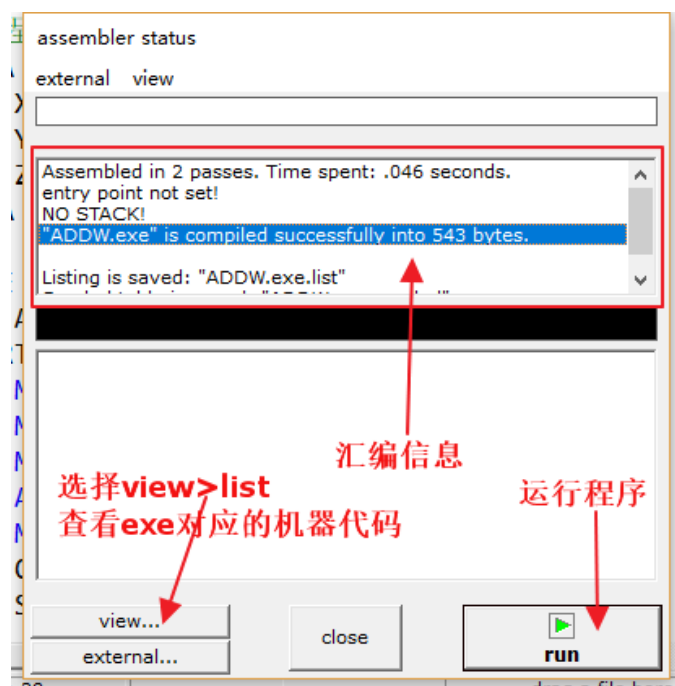 assembler status
external view
Assembled in 2 passes. Time spent: .046 seconds.
entry point not set!
NO STACK!
"ADDW.exe" is compiled successfully into 543 bytes.
Listing is saved: "ADDW.exe.list"
汇编信息
选择view>list
查看exe对应的机器代码
运行程序
view...
external...
close
run